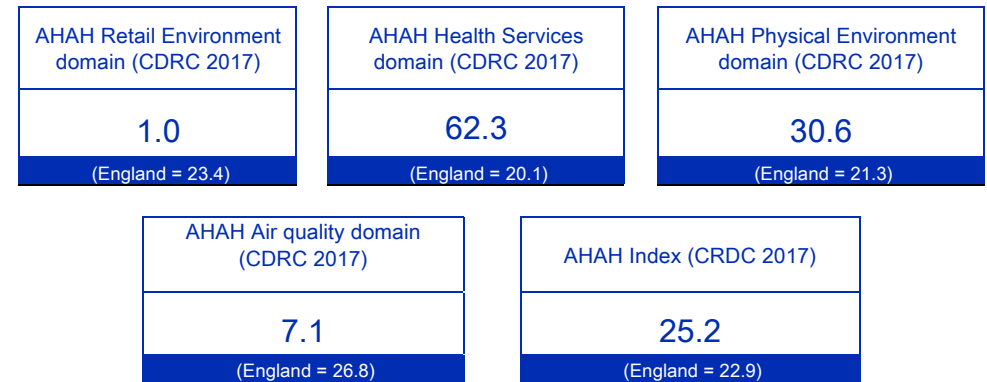 AHAH Retail Environment
domain (CDRC 2017)
1.0
(England = 23.4)
AHAH Health Services
domain (CDRC 2017)
62.3
(England = 20.1)
AHAH Physical Environment
domain (CDRC 2017)
30.6
(England = 21.3)
AHAH Air quality domain
(CDRC 2017)
7.1
(England = 26.8)
AHAH Index (CRDC 2017)
25.2
(England = 22.9)